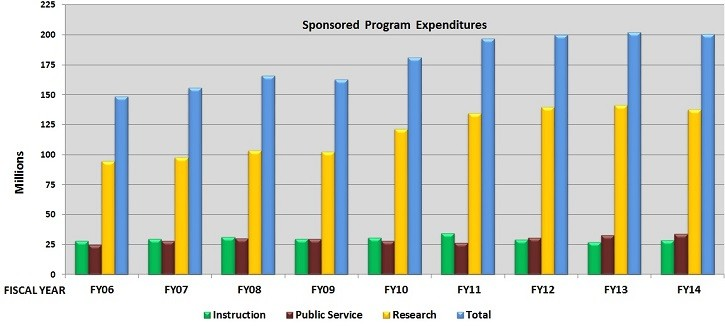 Sponsored Program Expenditures
225
200
175
150
125
100
75
50
25
0
Millions
FISCAL YEAR FY06 FY07 FY08 FY09 FY10 FY11 FY12 FY13 FY14
Instruction Public Service Research Total